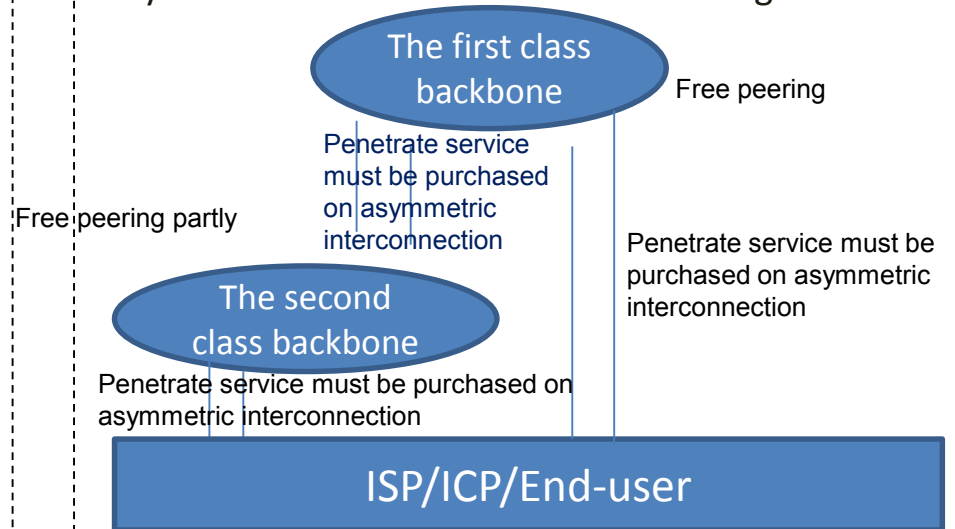 The first class
backbone
Free peering
Penetrate service
must be purchased
on asymmetric
interconnection
Free peering partly
Penetrate service must be
purchased on asymmetric
interconnection
The second
class backbone
Penetrate service must be purchased on
asymmetric interconnection
ISP/ICP/End-user